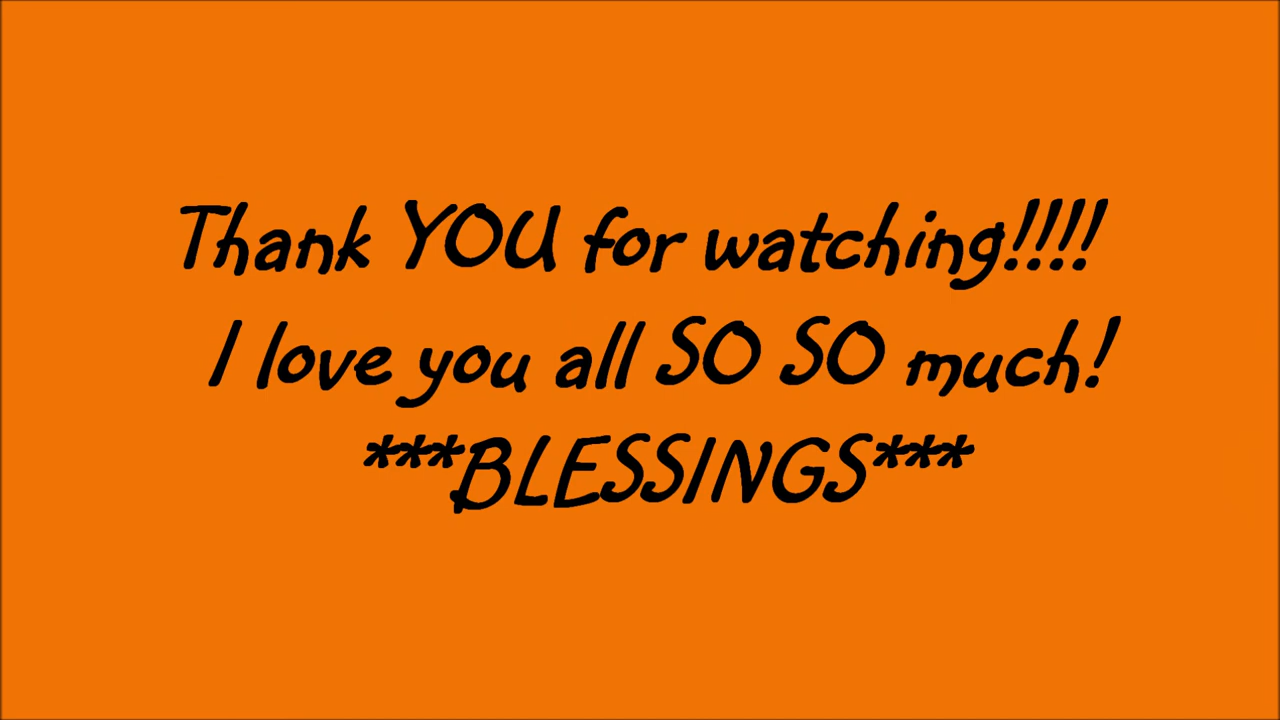 Thank YOU for watching!!!!
I love you all SO SO much!
***BLESSINGS***